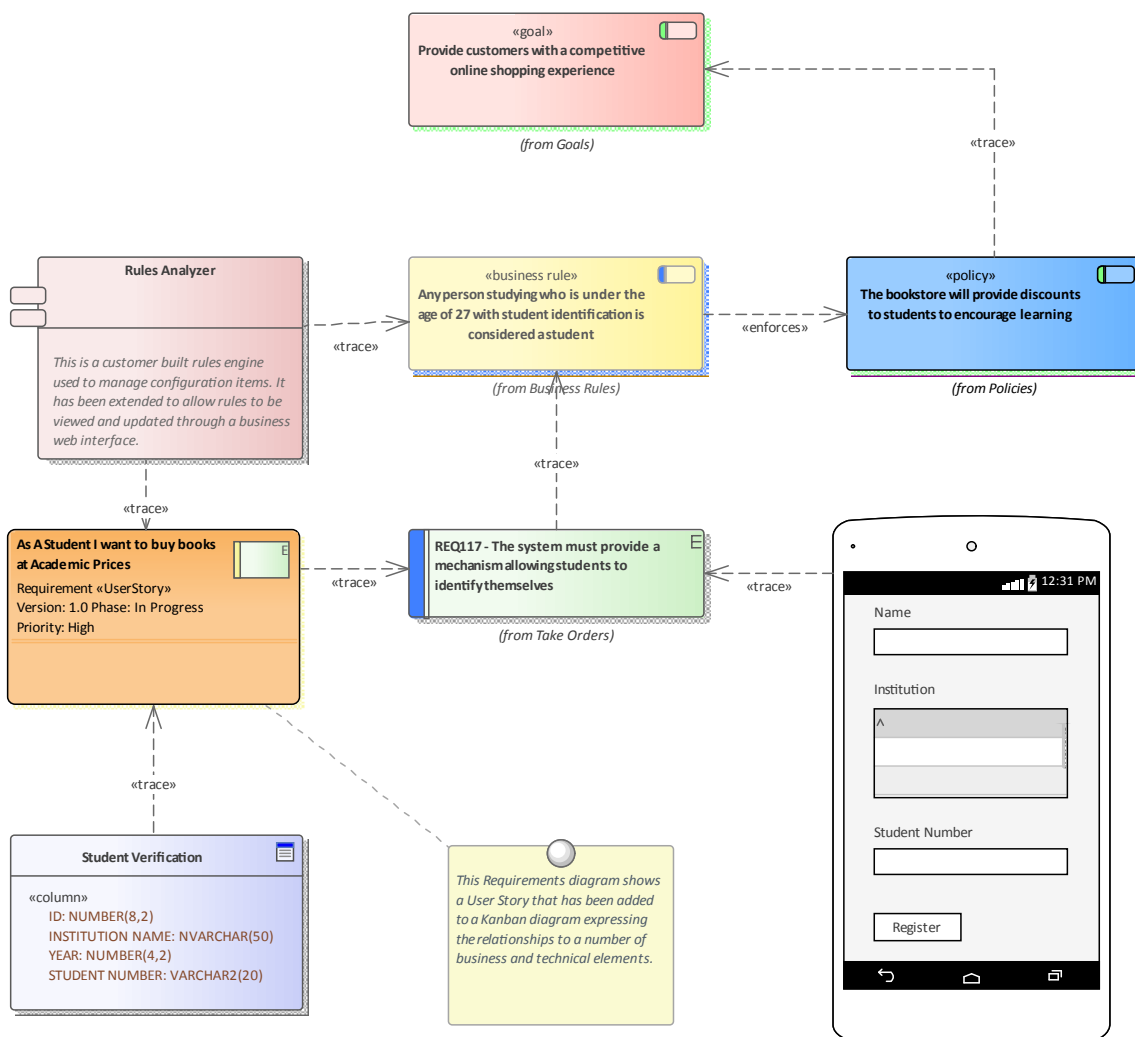 «goal»
Provide customers with a competitive
online shopping experience
(from Goals)
«trace»
Rules Analyzer
This is a customer built rules engine
used to manage configuration items. It
has been extended to allow rules to be
viewed and updated through a business
web interface.
«trace»
«business rule»
Any person studying who is under the
age of 27 with student identification is
considered a student
(from Business Rules)
«enforces»
«policy»
The bookstore will provide discounts
to students to encourage learning
(from Policies)
«trace»
«trace»
As A Student I want to buy books
at Academic Prices
E
Requirement «UserStory»
Version: 1.0 Phase: In Progress
Priority: High
«trace»
REQ117 - The system must provide a
mechanism allowing students to
identify themselves
E
(from Take Orders)
«trace»
12:31 PM
Name
Institution
^
Student Number
Register
«trace»
Student Verification
«column»
ID: NUMBER(8,2)
INSTITUTION NAME: NVARCHAR(50)
YEAR: NUMBER(4,2)
STUDENT NUMBER: VARCHAR2(20)
This Requirements diagram shows
a User Story that has been added
to a Kanban diagram expressing
the relationships to a number of
business and technical elements.